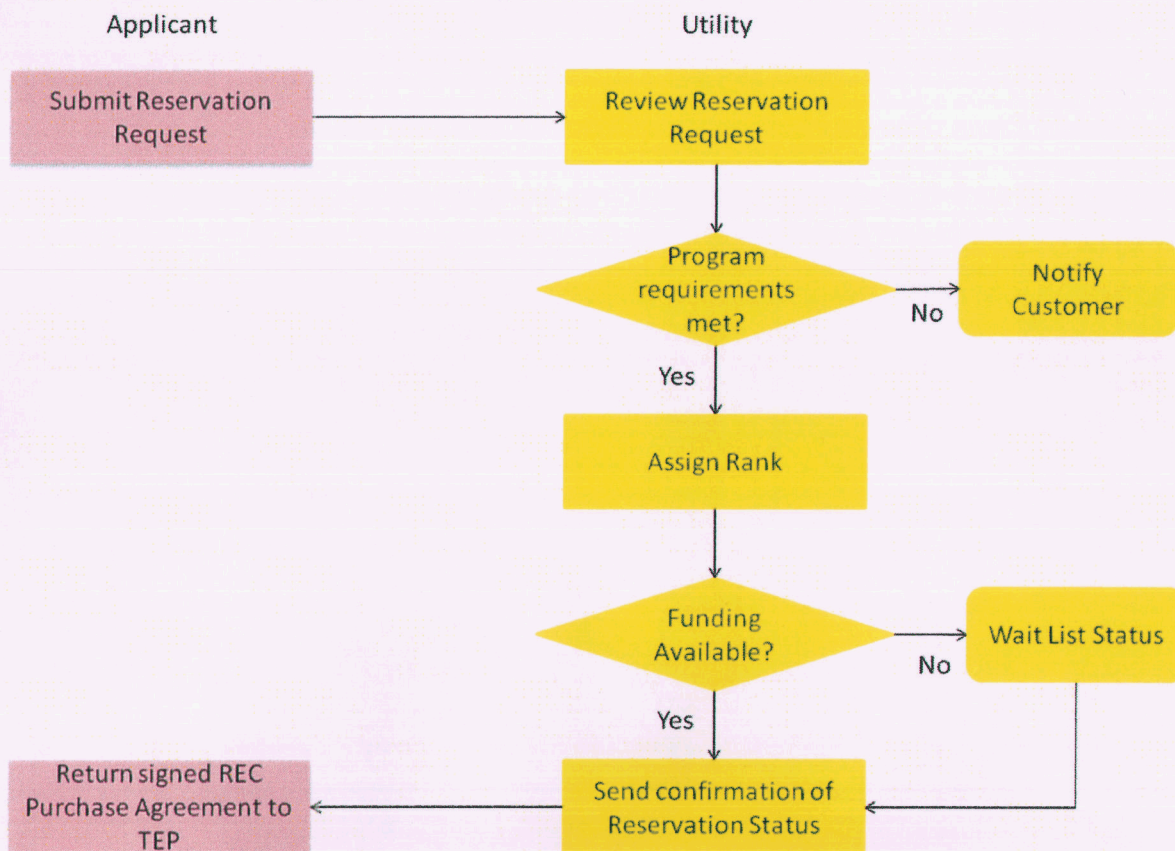 Applicant
Utility
Submit Reservation
Request
Review Reservation
Request
Program
requirements
met?
No
Notify
Customer
Yes
Assign Rank
Funding
Available?
No
Wait List Status
Yes
Return signed REC
Purchase Agreement to
TEP
Send confirmation of
Reservation Status